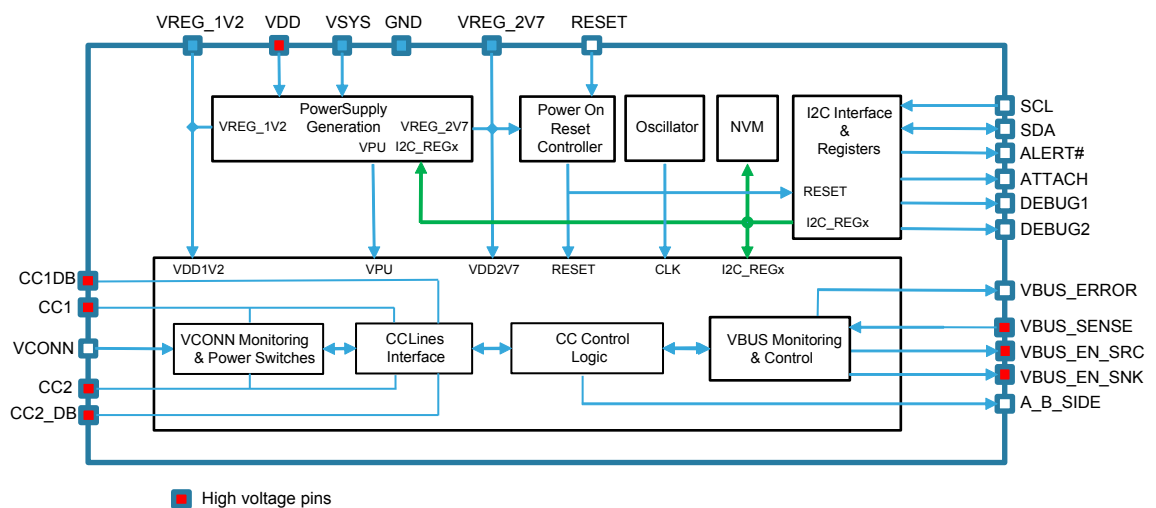 VREG_1V2 VDD VSYS GND VREG_2V7 RESET
PowerSupply
Generation
VREG_1V2
VREG_2V7
VPU
I2C_REGx
Power On
Reset
Controller
Oscillator
NVM
I2C Interface
&
Registers
RESET
I2C_REGx
SCL
SDA
ALERT#
ATTACH
DEBUG1
DEBUG2
VDD1V2 VPU VDD2V7 RESET CLK I2C_REGx
CC1DB
CC1
VCONN
CC2
CC2_DB
VCONN Monitoring
& Power Switches
CCLines
Interface
CC Control
Logic
VBUS Monitoring
& Control
VBUS_ERROR
VBUS_SENSE
VBUS_EN_SRC
VBUS_EN_SNK
A_B_SIDE
High voltage pins